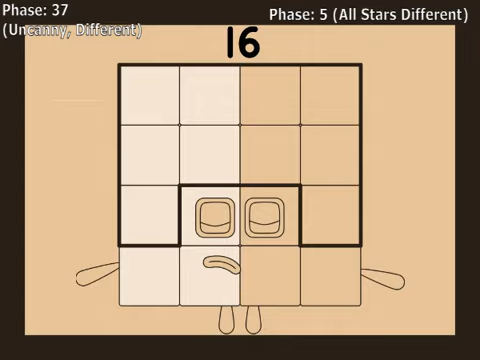 Phase: 37
(Uncanny, Different)
Phase: 5 (All Stars Different)
16